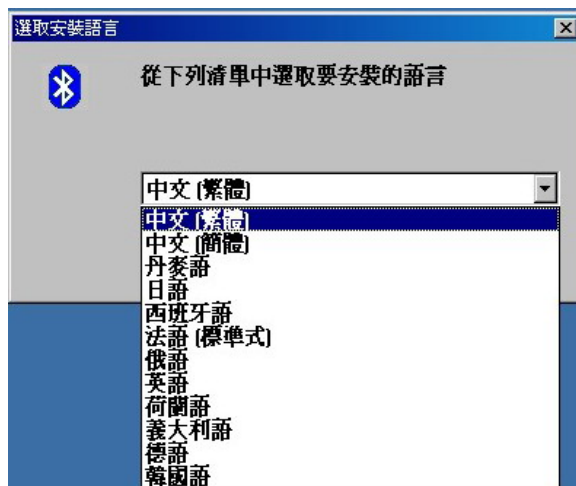 選取安裝語言
從下列清單中選取要安裝的語言
中文 (繁體)
中文 (繁體)
中文 (簡體)
丹麥語
日語
西班牙語
法語 (標準式)
俄語
英語
荷蘭語
義大利語
德語
韓國語